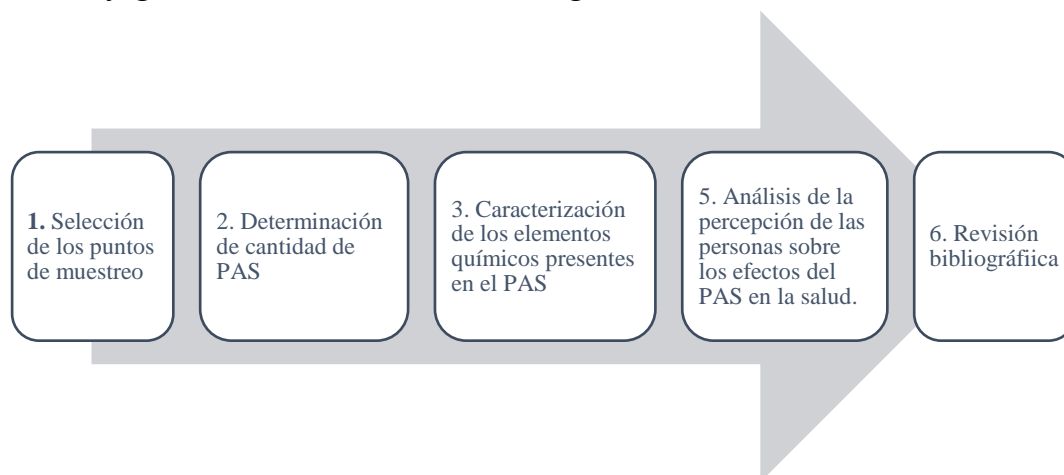 1. Selección
de los puntos
de muestreo
2. Determinación
de cantidad de
PAS
3. Caracterización
de los elementos
químicos presentes
en el PAS
5. Análisis de la
percepción de las
personas sobre
los efectos del
PAS en la salud.
6. Revisión
bibliográfiica